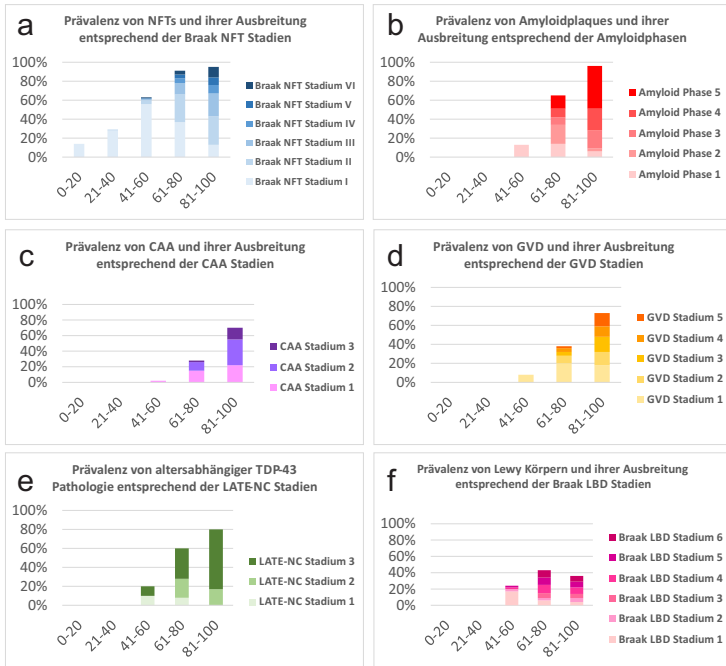 a
Prävalenz von NFTs und ihrer Ausbreitung
entsprechend der Braak NFT Stadien
100%
80%
60%
40%
20%
0%
0-20
21-40
41-60
61-80
81-100
Braak NFT Stadium VI
Braak NFT Stadium V
Braak NFT Stadium IV
Braak NFT Stadium III
Braak NFT Stadium II
Braak NFT Stadium I
b
Prävalenz von Amyloidplaques und ihrer
Ausbreitung entsprechend der Amyloidphasen
100%
80%
60%
40%
20%
0%
0-20
21-40
41-60
61-80
81-100
Amyloid Phase 5
Amyloid Phase 4
Amyloid Phase 3
Amyloid Phase 2
Amyloid Phase 1
c
Prävalenz von CAA und ihrer Ausbreitung
entsprechend der CAA Stadien
100%
80%
60%
40%
20%
0%
0-20
21-40
41-60
61-80
81-100
CAA Stadium 3
CAA Stadium 2
CAA Stadium 1
d
Prävalenz von GVD und ihrer Ausbreitung
entsprechend der GVD Stadien
100%
80%
60%
40%
20%
0%
0-20
21-40
41-60
61-80
81-100
GVD Stadium 5
GVD Stadium 4
GVD Stadium 3
GVD Stadium 2
GVD Stadium 1
e
Prävalenz von altersabhängiger TDP-43
Pathologie entsprechend der LATE-NC Stadien
100%
80%
60%
40%
20%
0%
0-20
21-40
41-60
61-80
81-100
LATE-NC Stadium 3
LATE-NC Stadium 2
LATE-NC Stadium 1
f
Prävalenz von Lewy Körpern und ihrer Ausbreitung
entsprechend der Braak LBD Stadien
100%
80%
60%
40%
20%
0%
0-20
21-40
41-60
61-80
81-100
Braak LBD Stadium 6
Braak LBD Stadium 5
Braak LBD Stadium 4
Braak LBD Stadium 3
Braak LBD Stadium 2
Braak LBD Stadium 1